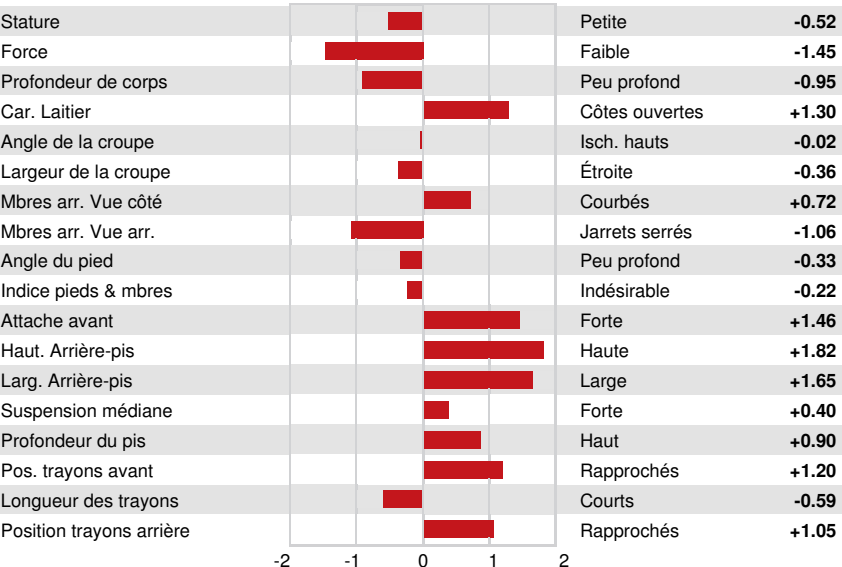 Stature Petite -0.52
Force Faible -1.45
Profondeur de corps Peu profond -0.95
Car. Laitier Côtes ouvertes +1.30
Angle de la croupe Isch. hauts -0.02
Largeur de la croupe Étroite -0.36
Mbres arr. Vue côté Courbés +0.72
Mbres arr. Vue arr. Jarrets serrés -1.06
Angle du pied Peu profond -0.33
Indice pieds & mbres Indésirable -0.22
Attache avant Forte +1.46
Haut. Arrière-pis Haute +1.82
Larg. Arrière-pis Large +1.65
Suspension médiane Forte +0.40
Profondeur du pis Haut +0.90
Pos. trayons avant Rapprochés +1.20
Longueur des trayons Courts -0.59
Position trayons arrière Rapprochés +1.05
-2 -1 0 1 2